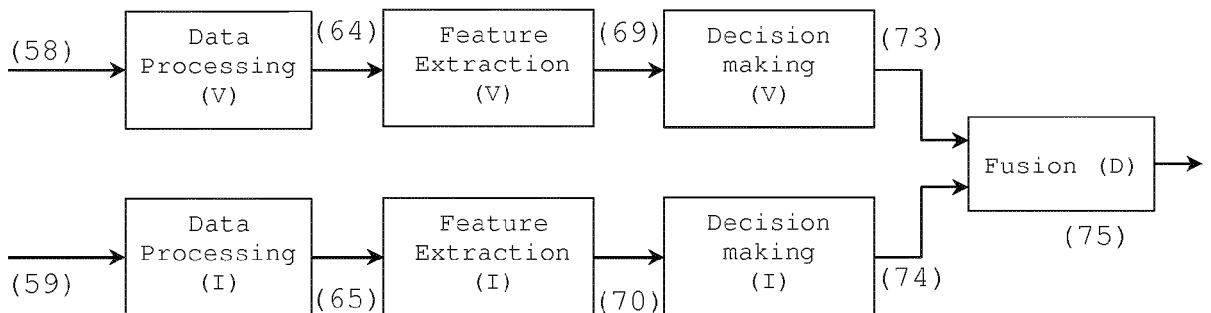 (58)
Data
Processing
(V)
(64)
Feature
Extraction
(V)
(69)
Decision
making
(V)
(73)
Fusion (D)
(75)
(59)
Data
Processing
(I)
(65)
Feature
Extraction
(I)
(70)
Decision
making
(I)
(74)